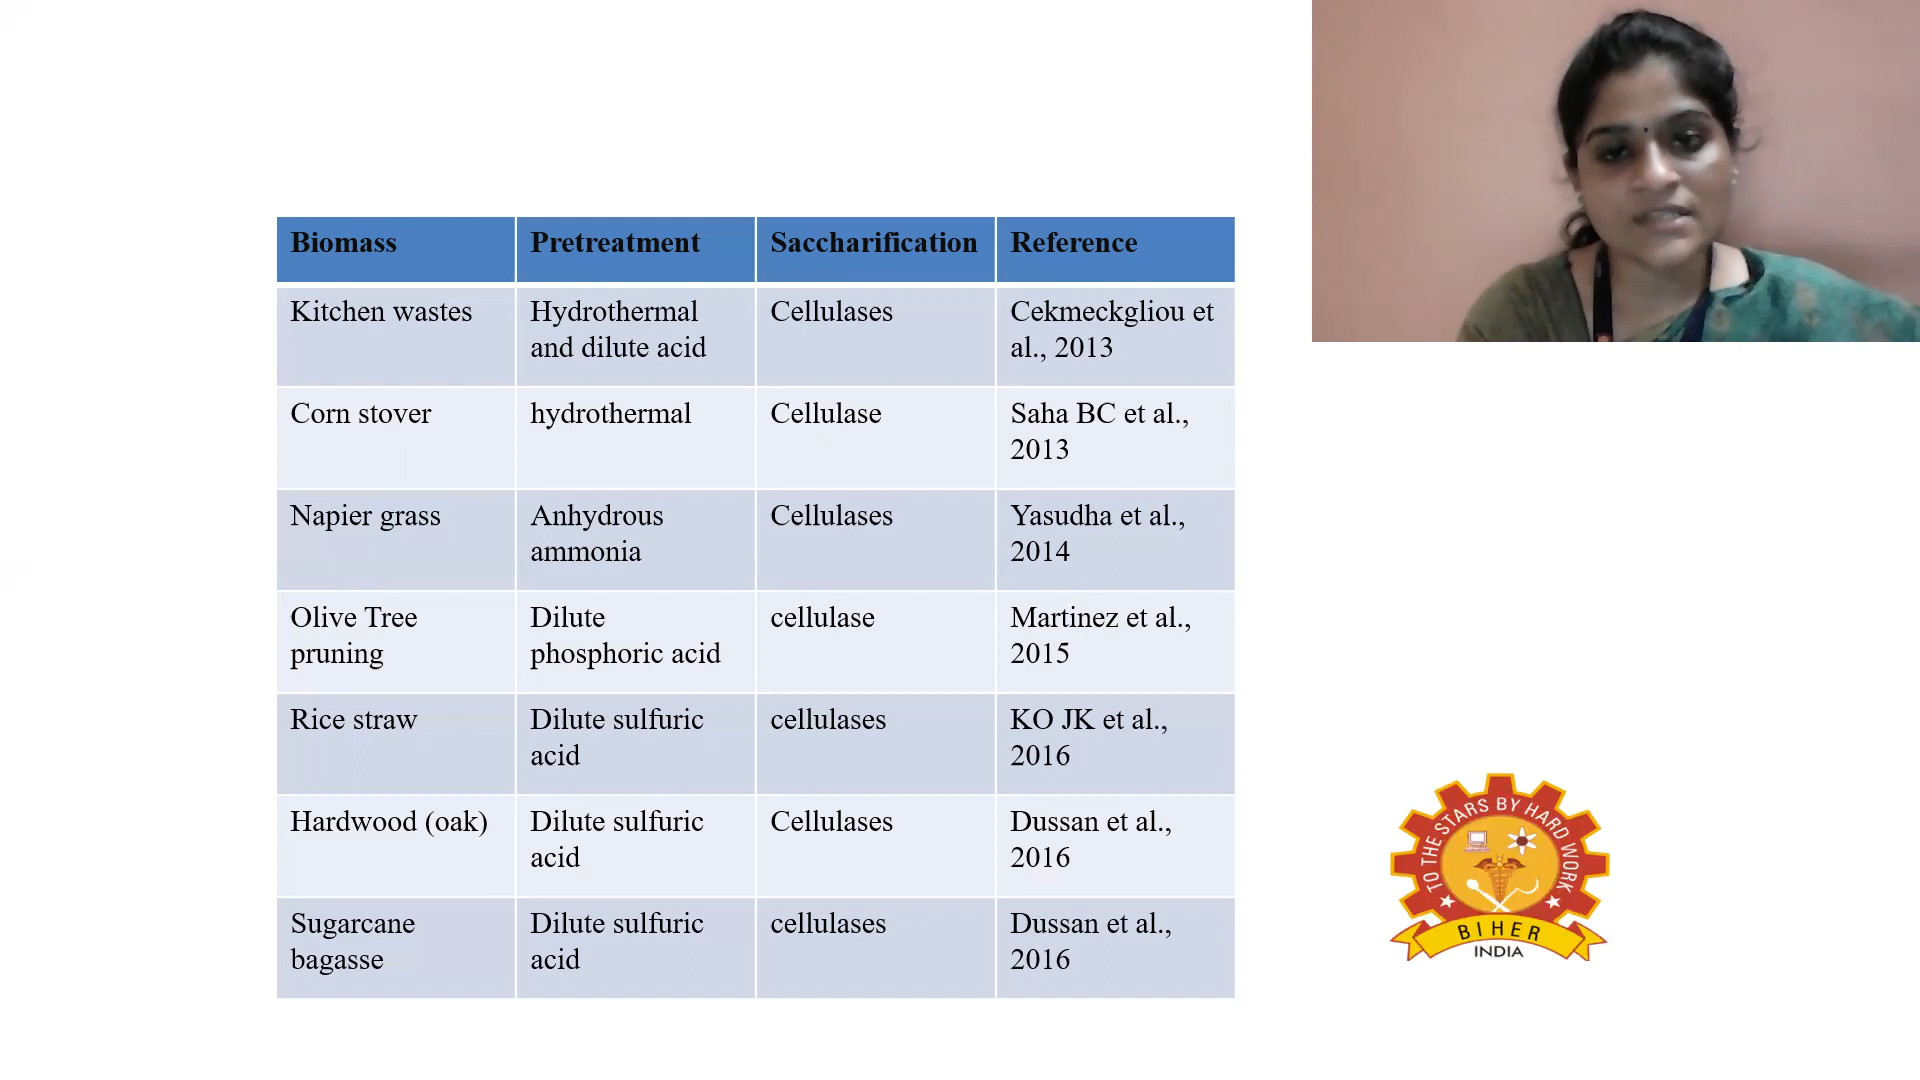 Biomass Pretreatment Saccharification Reference
Kitchen wastes Hydrothermal Cellulases Cekmeckgliou et
and dilute acid al., 2013
Corn stover hydrothermal Cellulase Saha BC et al.,
2013
Napier grass Anhydrous Cellulases Yasudha et al.,
ammonia 2014
Olive Tree Dilute cellulase Martinez et al.,
pruning phosphoric acid 2015
Rice straw Dilute sulfuric cellulases KO JK et al.,
acid 2016
Hardwood (oak) Dilute sulfuric Cellulases Dussan et al.,
acid 2016
Sugarcane Dilute sulfuric cellulases Dussan et al.,
bagasse acid 2016
TO THE STARS BY HARD WORK
BIHER
INDIA